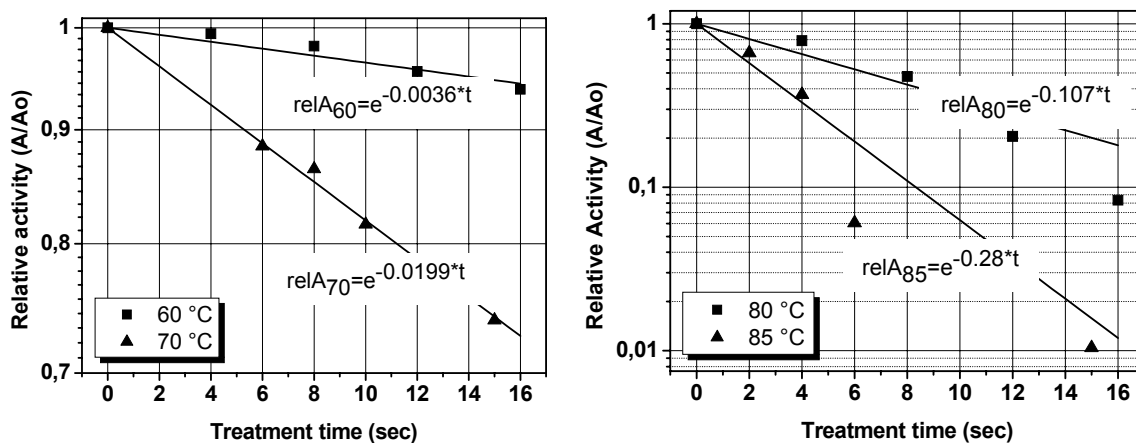 Relative activity (A/Ao)
1
0,9
0,8
0,7
relA60=e-0.0036*t
relA70=e-0.0199*t
60 °C
70 °C
0 2 4 6 8 10 12 14 16
Treatment time (sec)
Relative Activity (A/Ao)
1
0,1
0,01
relA80=e-0.107*t
relA85=e-0.28*t
80 °C
85 °C
0 2 4 6 8 10 12 14 16
Treatment time (sec)